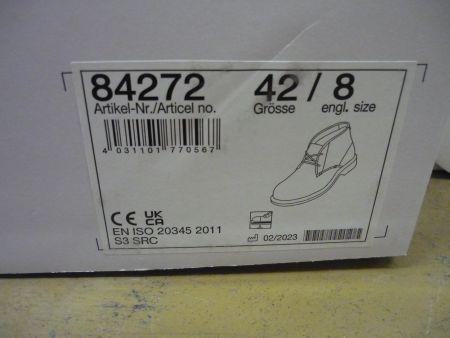 84272 42 / 8
Artikel-Nr./Articel no. Grösse engl. size
4 031101 770567
CE UK CA
EN ISO 20345 2011
S3 SRC
02/2023